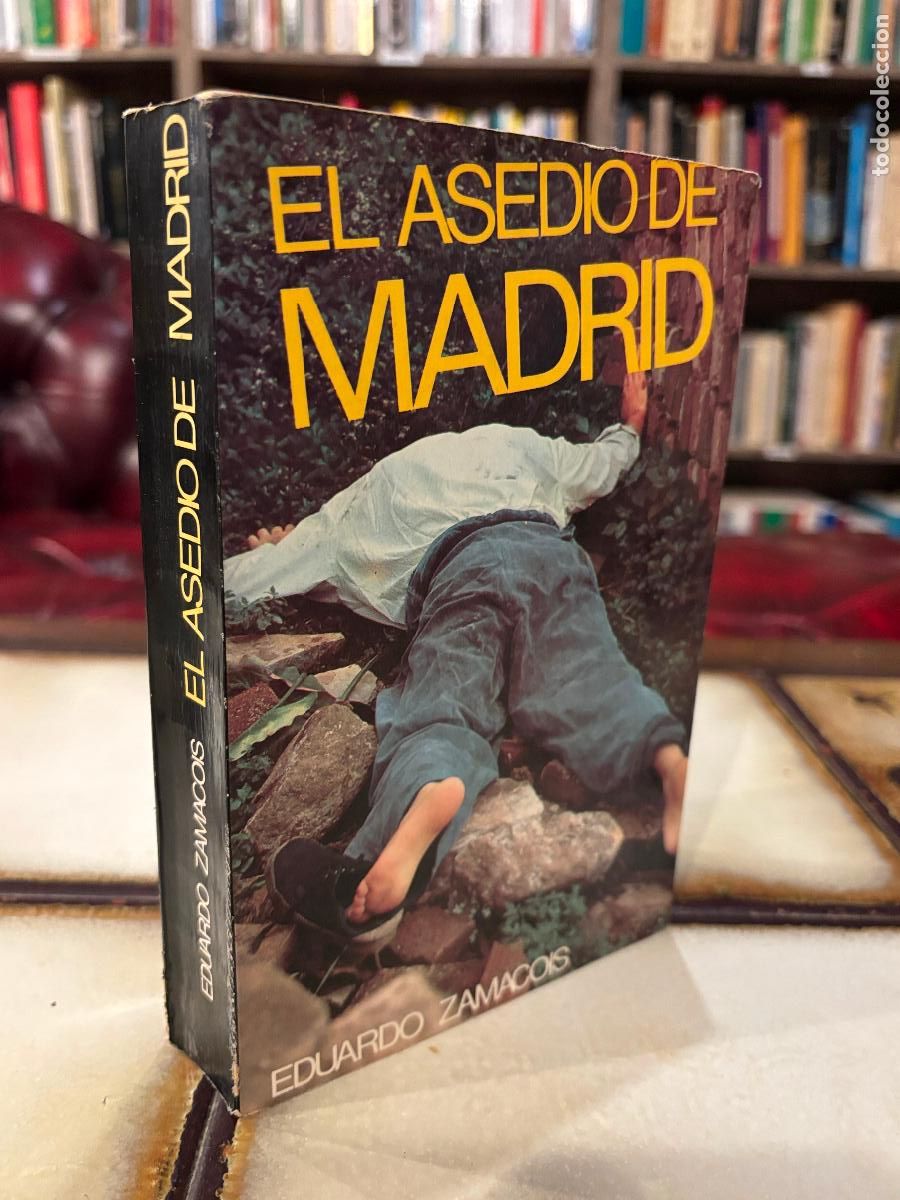 EL ASEDIO DE
MADRID
EDUARDO ZAMACOIS
EDUARDO ZAMACOIS EL ASEDIO DE MADRID
todocoleccion